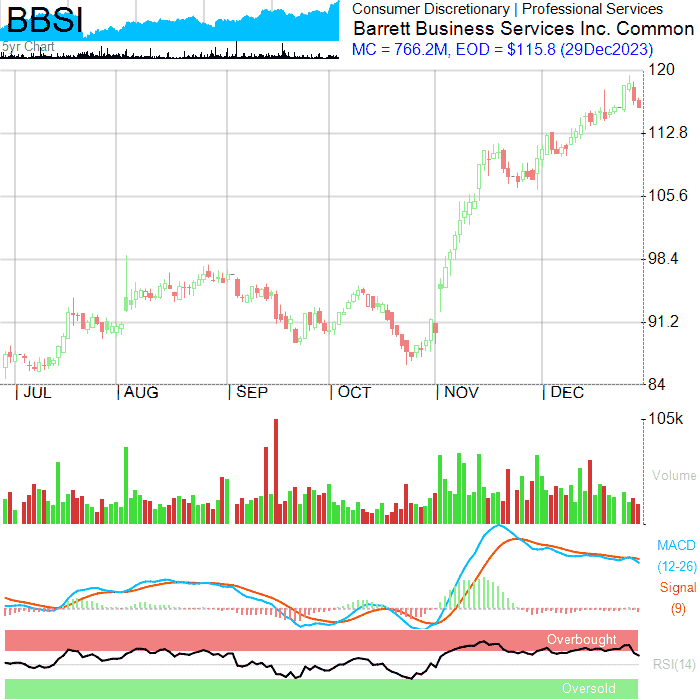 BBSI
5yr Chart
Consumer Discretionary | Professional Services
Barrett Business Services Inc. Common
MC = 766.2M, EOD = $115.8 (29Dec2023)
120
112.8
105.6
98.4
91.2
84
JUL AUG SEP OCT NOV DEC
105k
Volume
MACD
(12-26)
Signal
(9)
Overbought
RSI(14)
Oversold